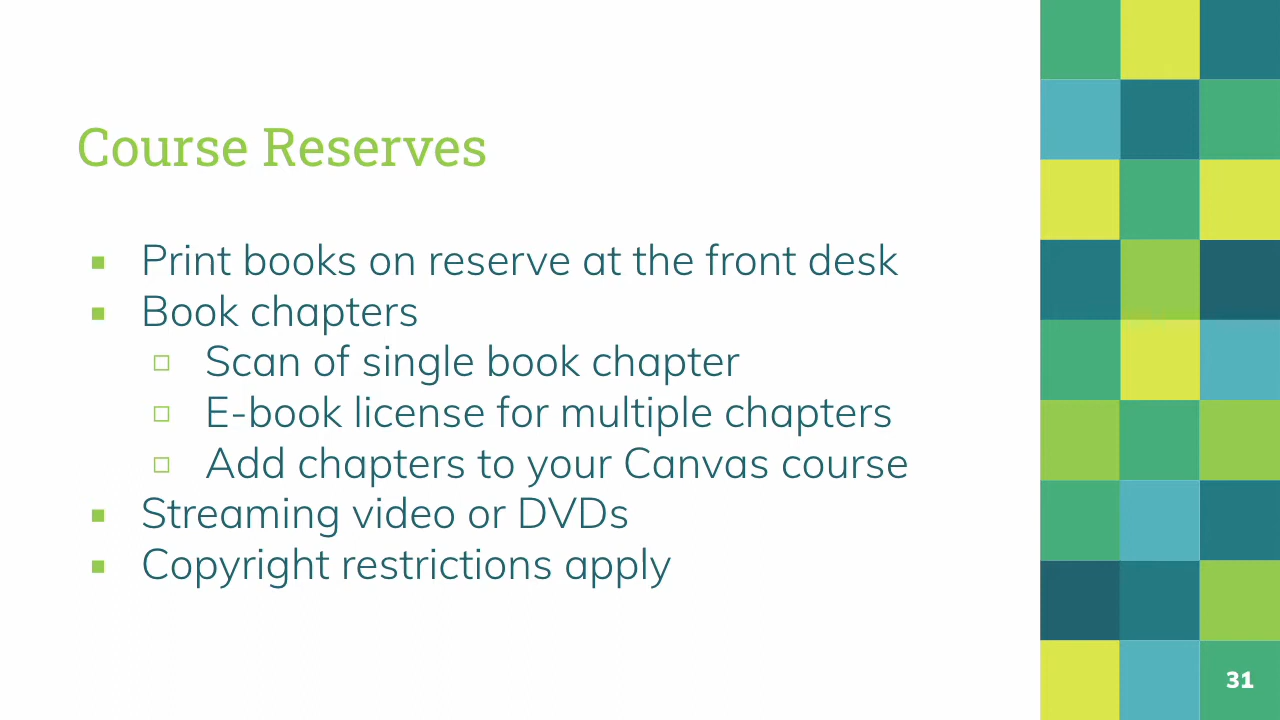 Course Reserves
Print books on reserve at the front desk
Book chapters
Scan of single book chapter
E-book license for multiple chapters
Add chapters to your Canvas course
Streaming video or DVDs
Copyright restrictions apply
31